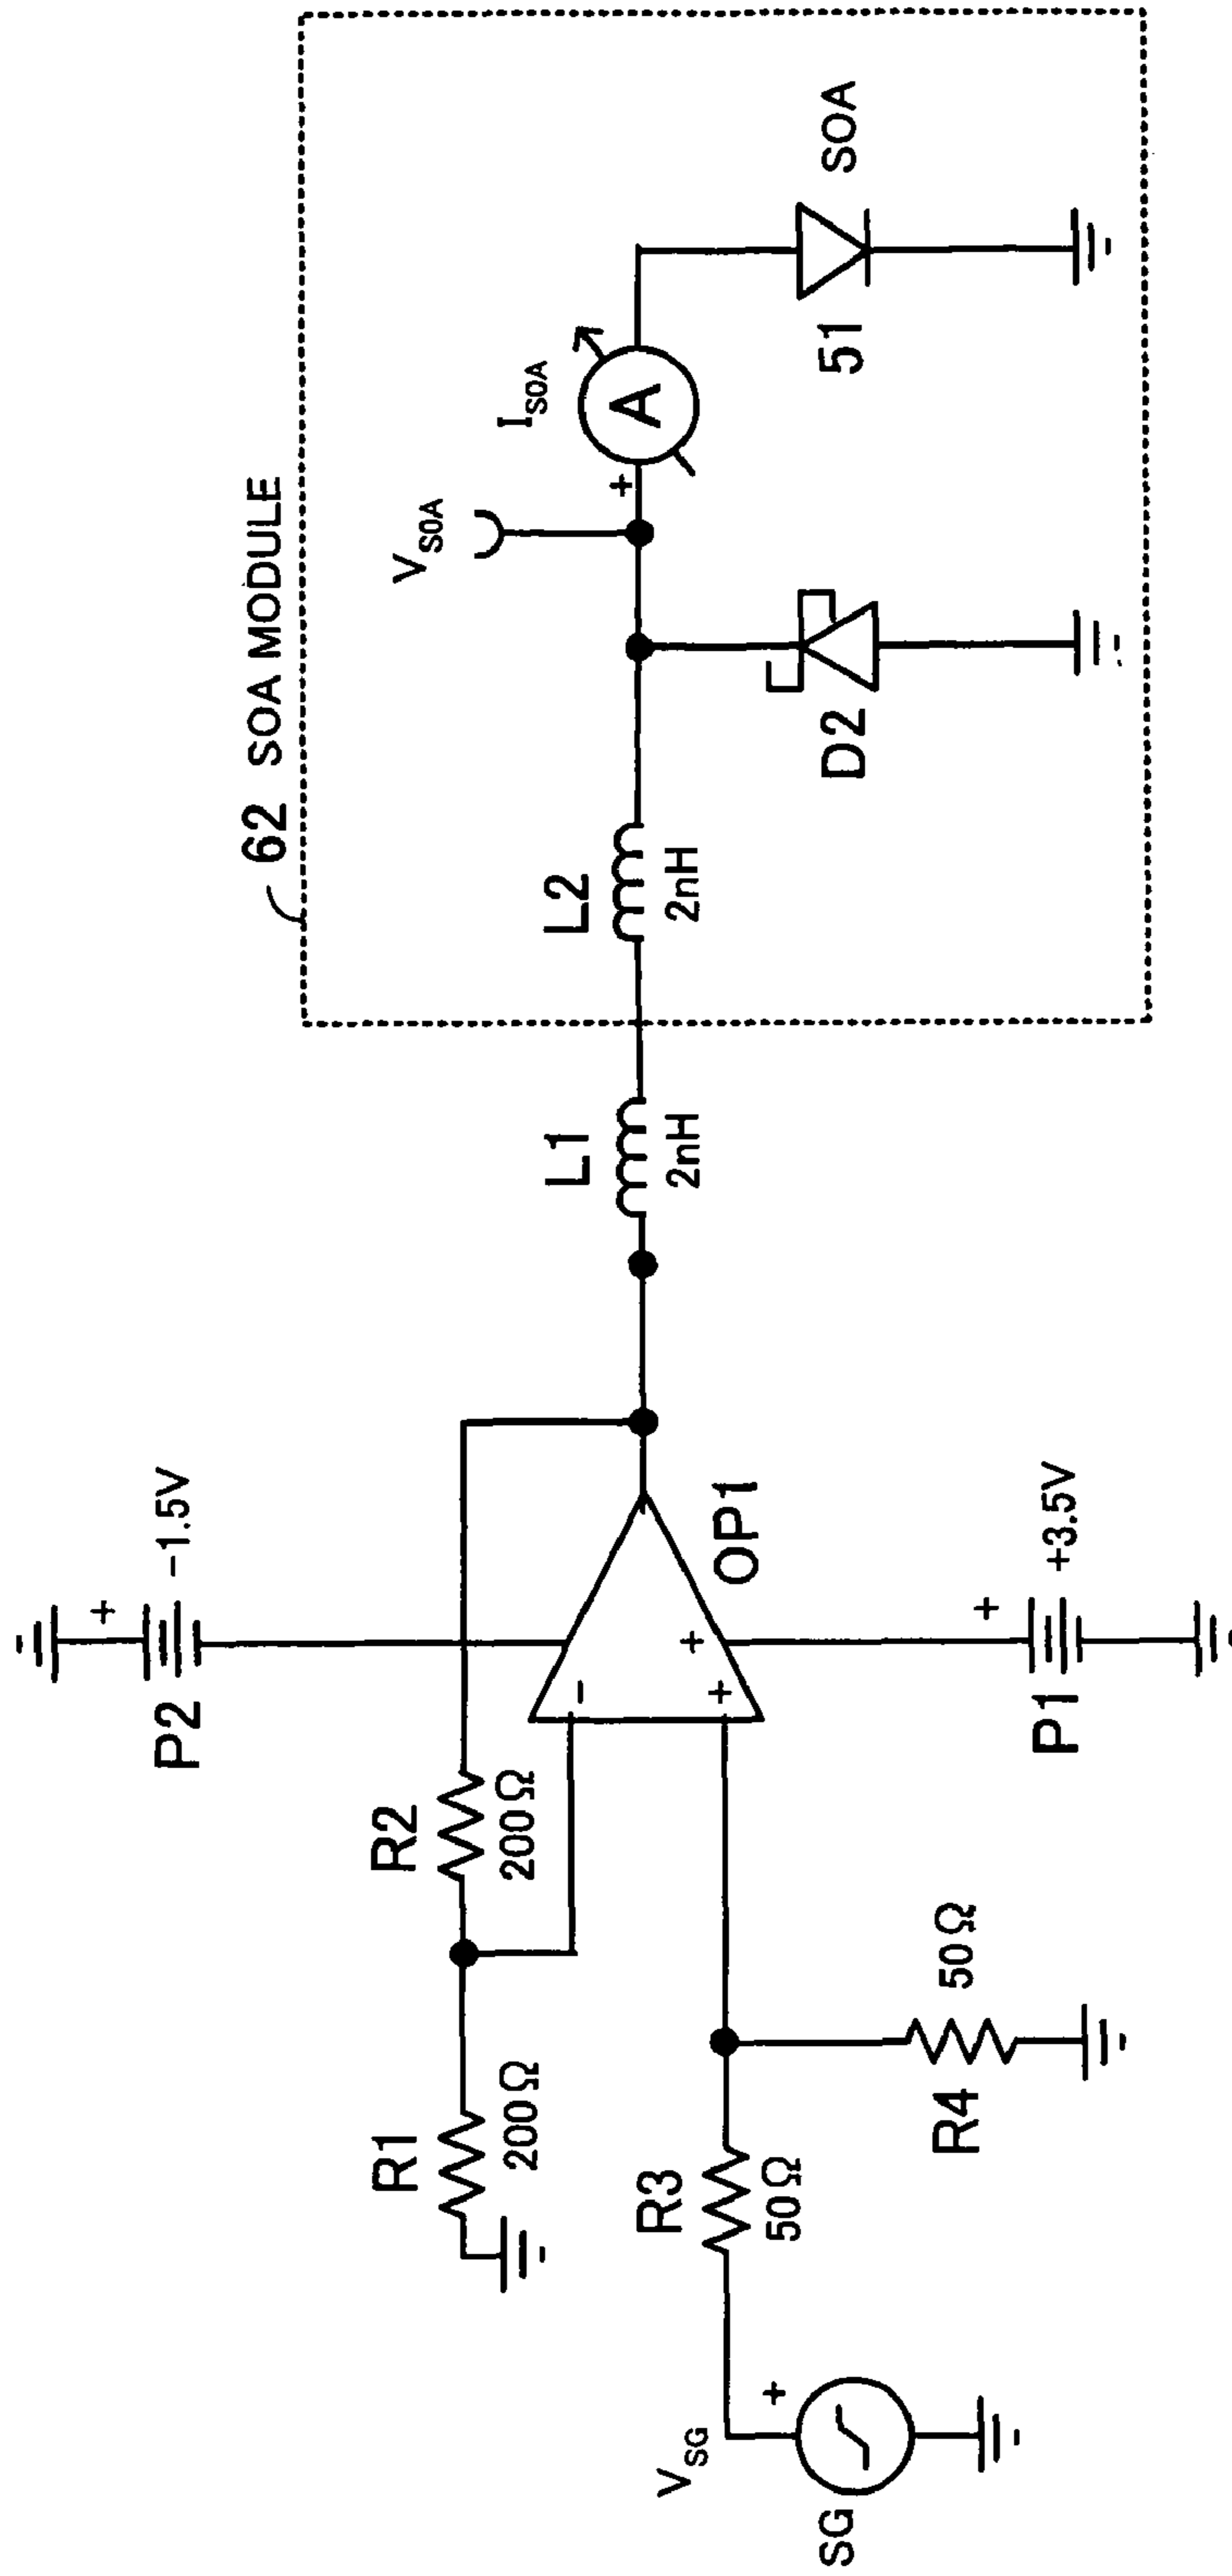 62 SOA MODULE
P2
+
-1.5V
V_SOA
I_SOA
+
A
R1
200Ω
R2
200Ω
L1
2nH
L2
2nH
-
+
+
OP1
D2
51
SOA
V_SG
+
SG
R3
50Ω
R4
50Ω
+
P1
+3.5V